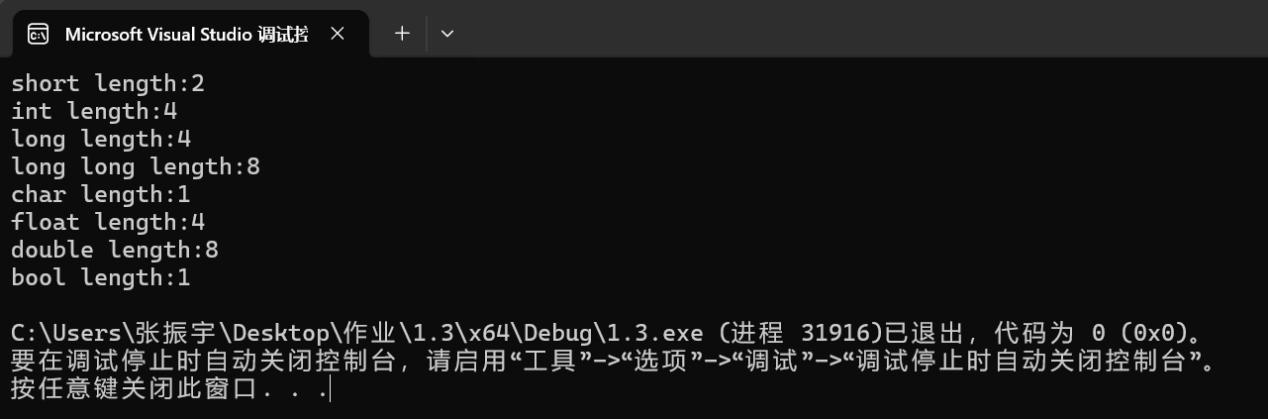 Microsoft Visual Studio 调试控
short length:2
int length:4
long length:4
long long length:8
char length:1
float length:4
double length:8
bool length:1
C:\Users\张振宇\Desktop\作业\1.3\x64\Debug\1.3.exe (进程 31916)已退出，代码为 0 (0x0)。
要在调试停止时自动关闭控制台，请启用“工具”->“选项”->“调试”->“调试停止时自动关闭控制台”。
按任意键关闭此窗口. . .